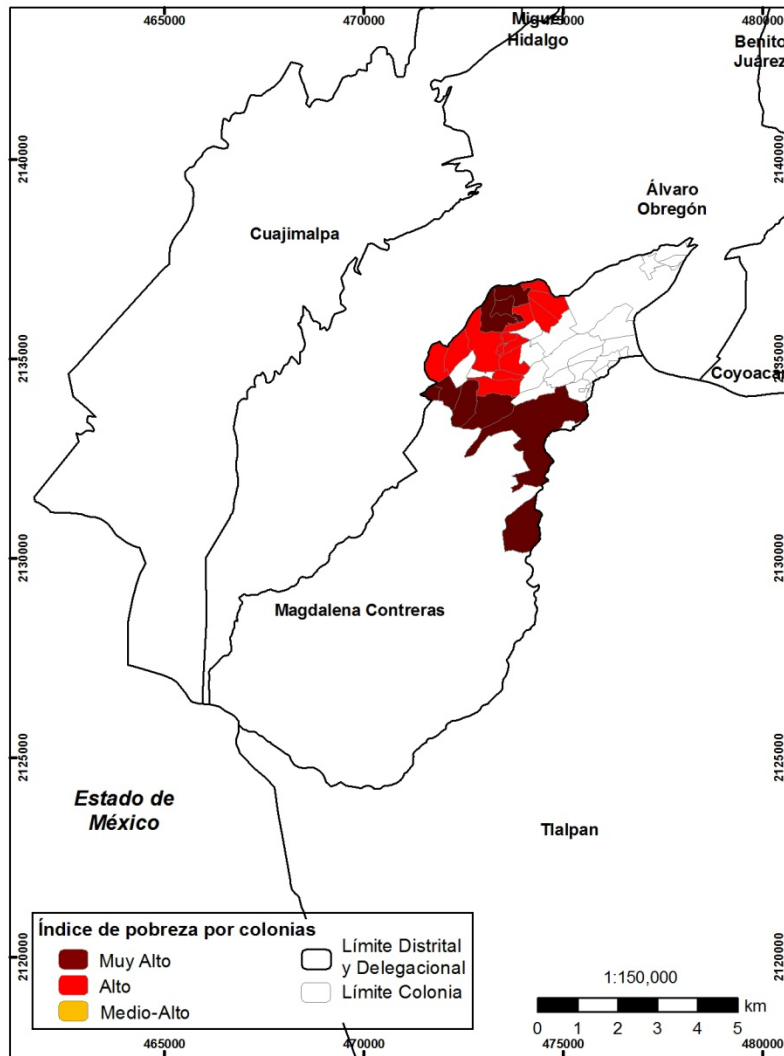 465000
470000
475000
480000
Miguel
Hidalgo
Benito
Juárez
2140000
2140000
Álvaro
Obregón
Cuajimalpa
2135000
2135000
Coyoacan
2130000
2130000
Magdalena Contreras
2125000
2125000
Estado de
México
Tlalpan
Índice de pobreza por colonias
Muy Alto
Alto
Medio-Alto
Límite Distrital
y Delegacional
Límite Colonia
2120000
2120000
1:150,000
km
0 1 2 3 4 5
465000
470000
475000
480000